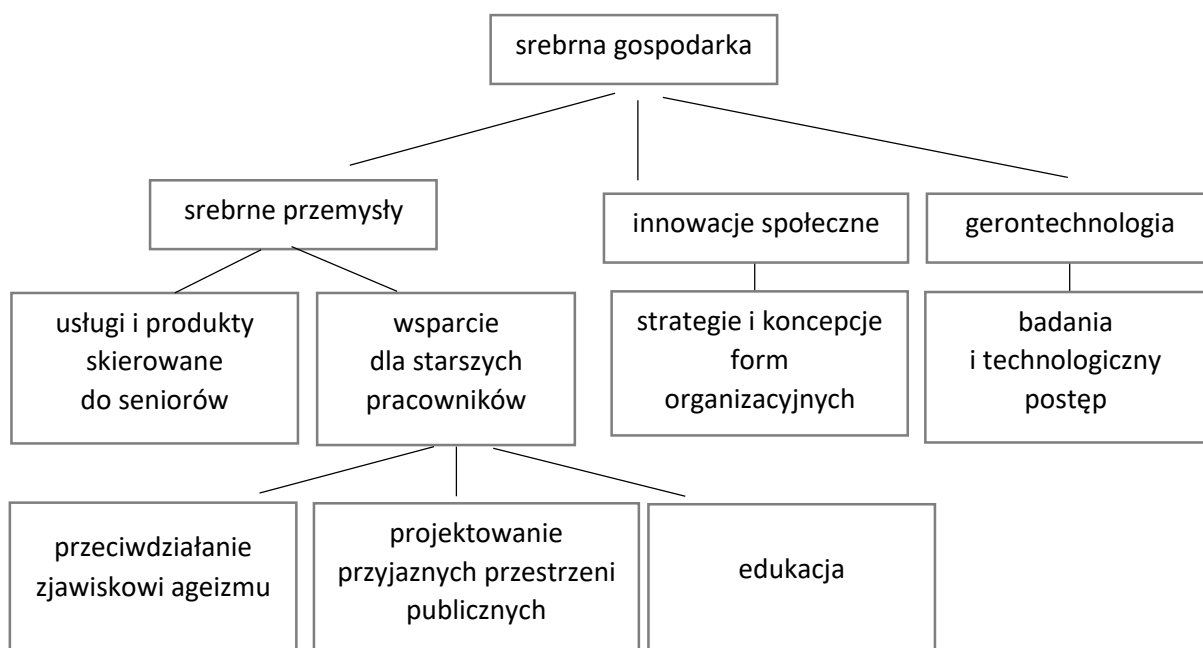 srebrna gospodarka
srebrne przemysły
innowacje społeczne
gerontechnologia
usługi i produkty
skierowane
do seniorów
wsparcie
dla starszych
pracowników
strategie i koncepcje
form
organizacyjnych
badania
i technologiczny
postęp
przeciwdziałanie
zjawiskowi ageizmu
projektowanie
przyjaznych przestrzeni
publicznych
edukacja